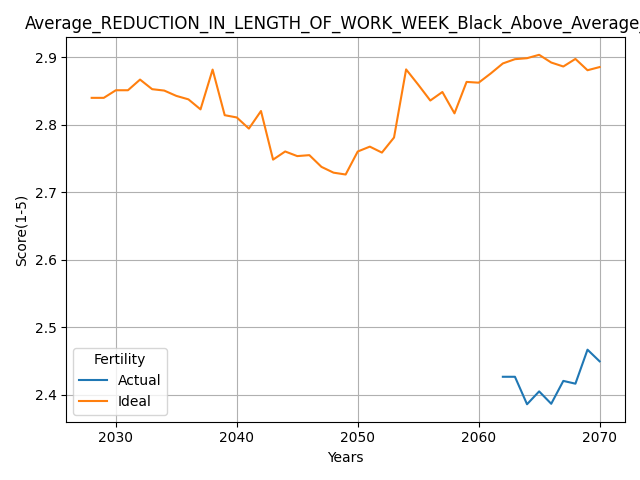 Average_REDUCTION_IN_LENGTH_OF_WORK_WEEK_Black_Above_Average_
2.9
2.8
2.7
2.6
2.5
2.4
Score(1-5)
Fertility
Actual
Ideal
2030 2040 2050 2060 2070
Years